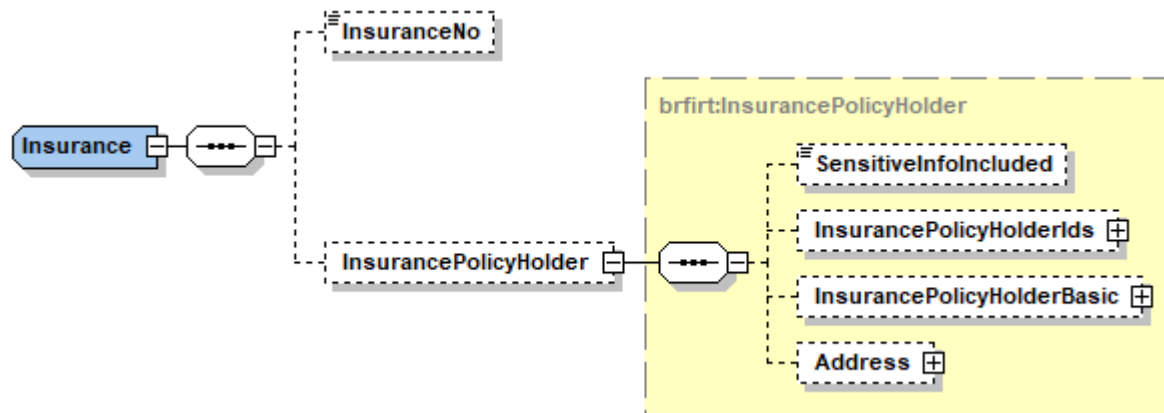 InsuranceNo
brfirt:InsurancePolicyHolder
Insurance
SensitiveInfoIncluded
InsurancePolicyHolderIds
InsurancePolicyHolder
InsurancePolicyHolderBasic
Address